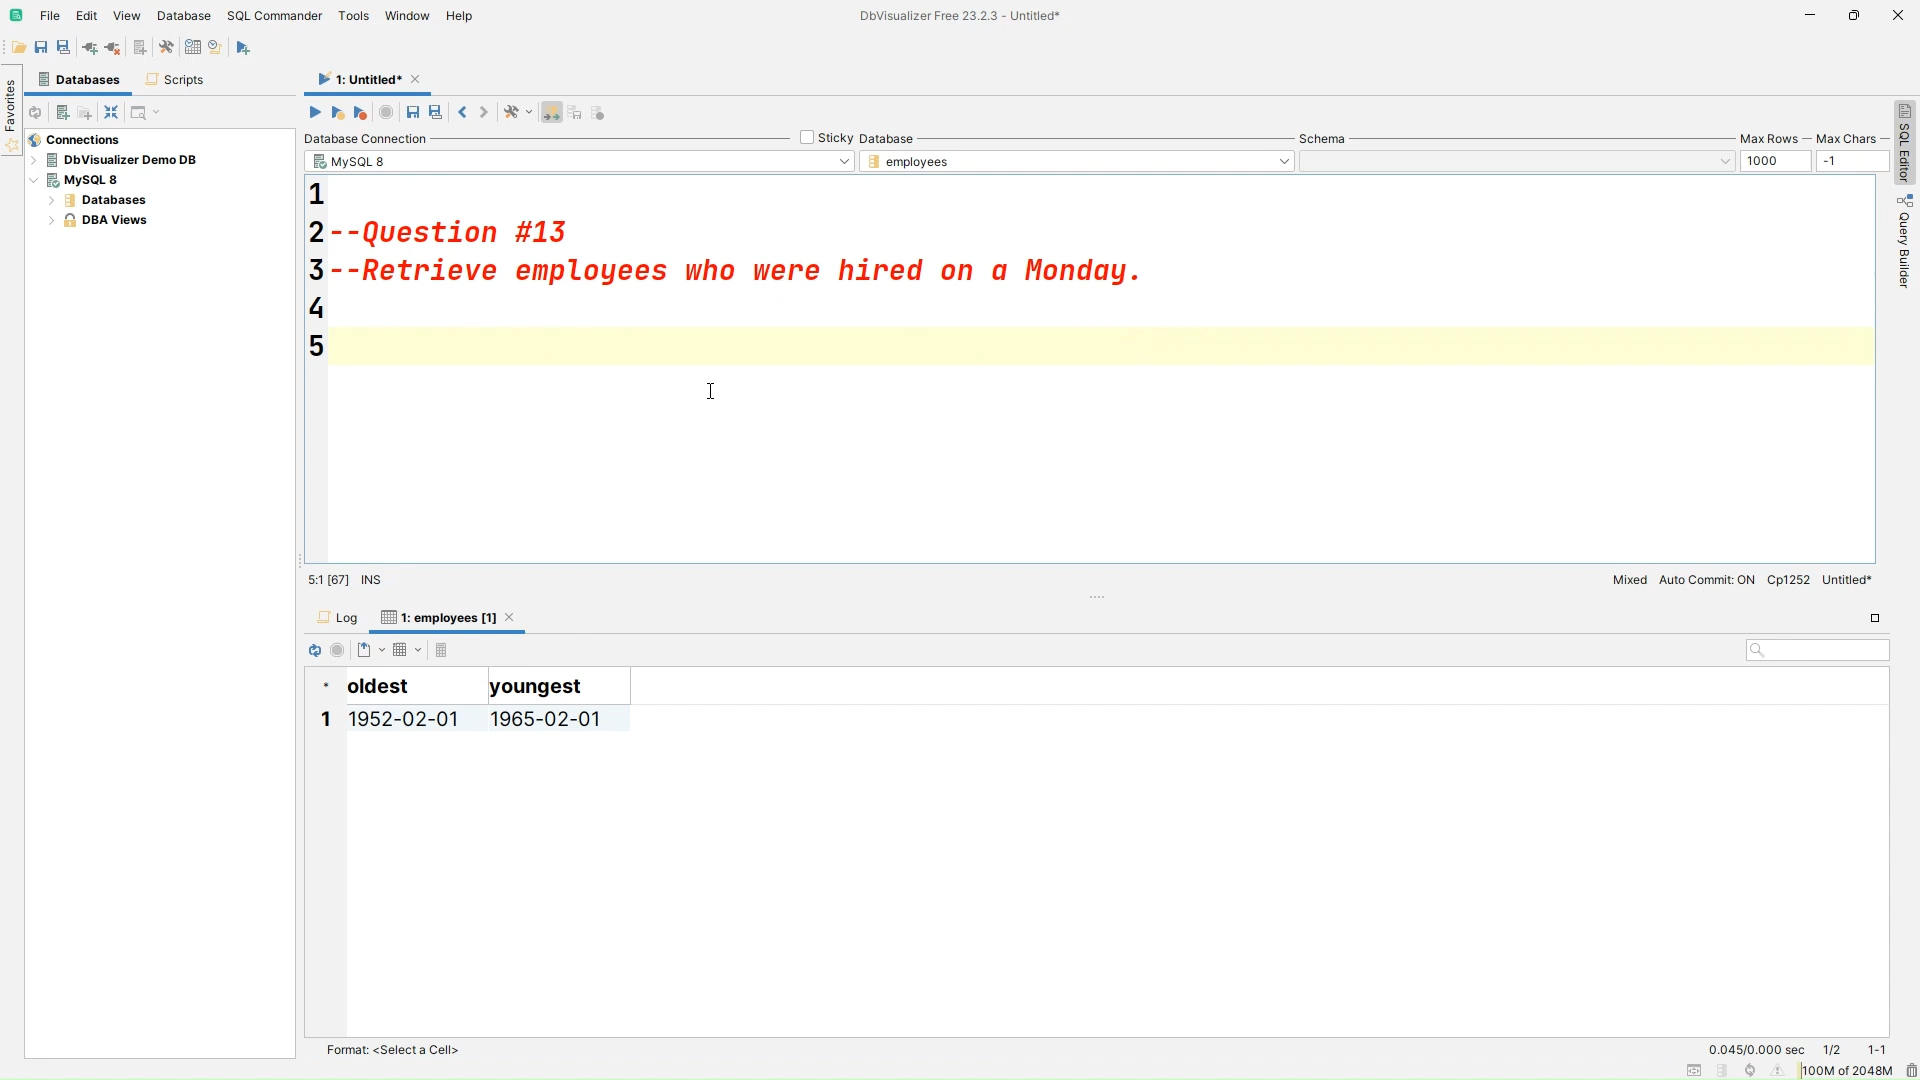 File Edit View Database SQL Commander Tools Window Help
DbVisualizer Free 23.2.3 - Untitled*
Favorites
Databases Scripts
1: Untitled*
Connections
DbVisualizer Demo DB
MySQL 8
Databases
DBA Views
Database Connection Sticky Database Schema Max Rows Max Chars
MySQL 8 employees 1000 -1
SQL Editor
Query Builder
1
2 --Question #13
3 --Retrieve employees who were hired on a Monday.
4
5
5:1 [67] INS
Mixed Auto Commit: ON Cp1252 Untitled*
Log 1: employees [1]
* oldest youngest
1 1952-02-01 1965-02-01
Format: <Select a Cell>
0.045/0.000 sec 1/2 1-1
100M of 2048M